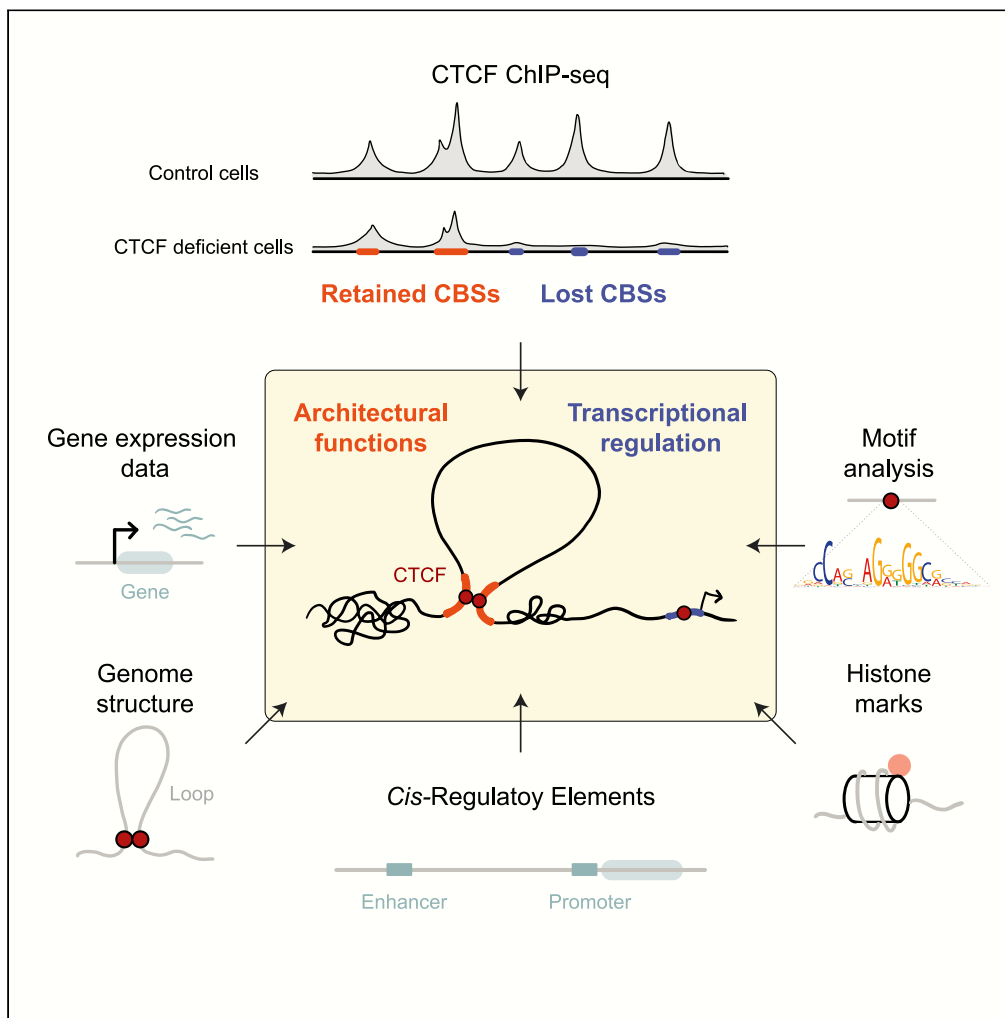 CTCF ChIP-seq
Control cells
CTCF deficient cells
Retained CBSs
Lost CBSs
Architectural
functions
Transcriptional
regulation
CTCF
Gene expression
data
Gene
Motif
analysis
Genome
structure
Loop
Histone
marks
Cis-Regulatoy Elements
Enhancer
Promoter